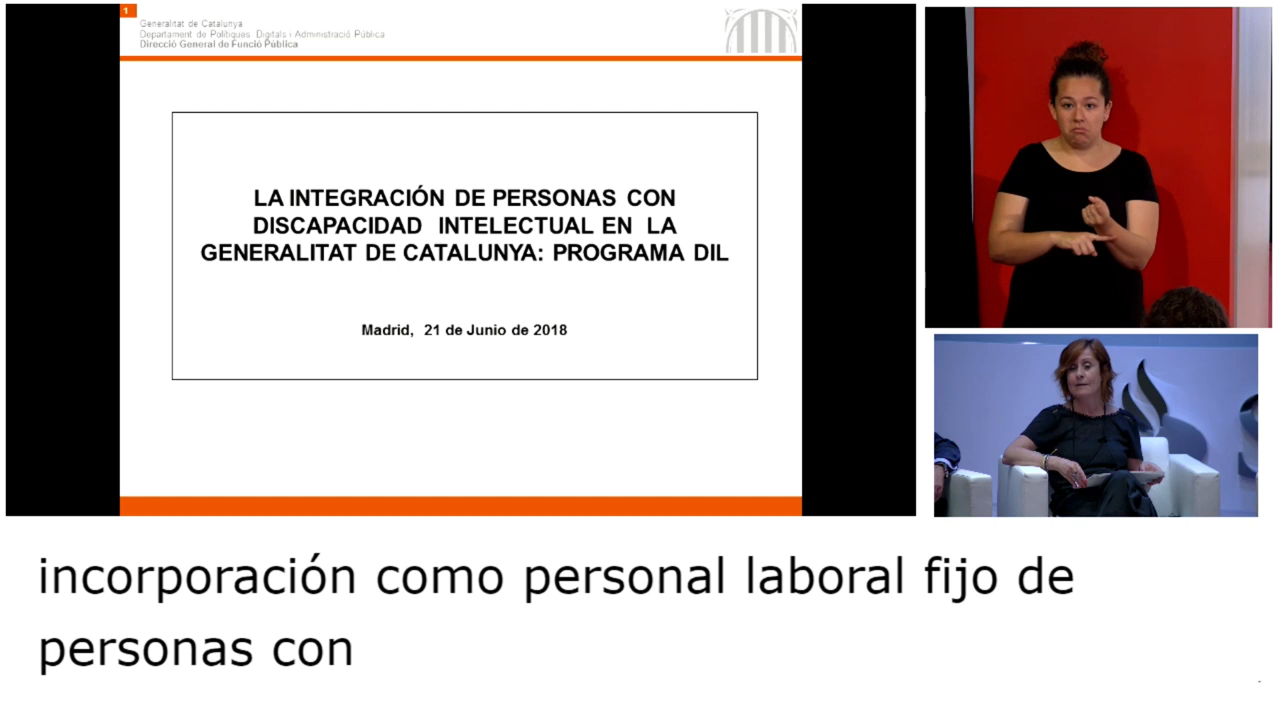 1
Generalitat de Catalunya
Departament de Polítiques Digitals i Administració Pública
Direcció General de Funció Pública
LA INTEGRACIÓN DE PERSONAS CON
DISCAPACIDAD INTELECTUAL EN LA
GENERALITAT DE CATALUNYA: PROGRAMA DIL
Madrid, 21 de Junio de 2018
incorporación como personal laboral fijo de
personas con